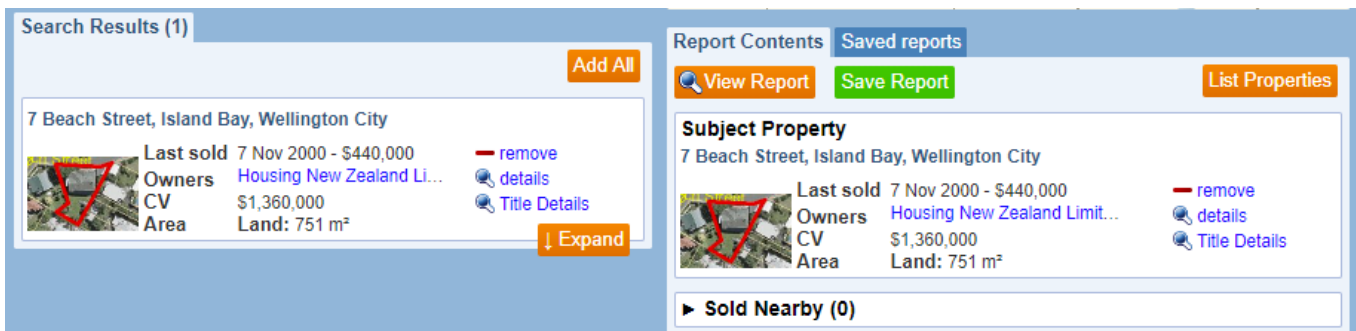 Search Results (1)
Add All
7 Beach Street, Island Bay, Wellington City
Last sold 7 Nov 2000 - $440,000
remove
Owners Housing New Zealand Li...
details
CV $1,360,000
Title Details
Area Land: 751 m²
↓ Expand
Report Contents
Saved reports
View Report
Save Report
List Properties
Subject Property
7 Beach Street, Island Bay, Wellington City
Last sold 7 Nov 2000 - $440,000
remove
Owners Housing New Zealand Limit...
details
CV $1,360,000
Title Details
Area Land: 751 m²
► Sold Nearby (0)